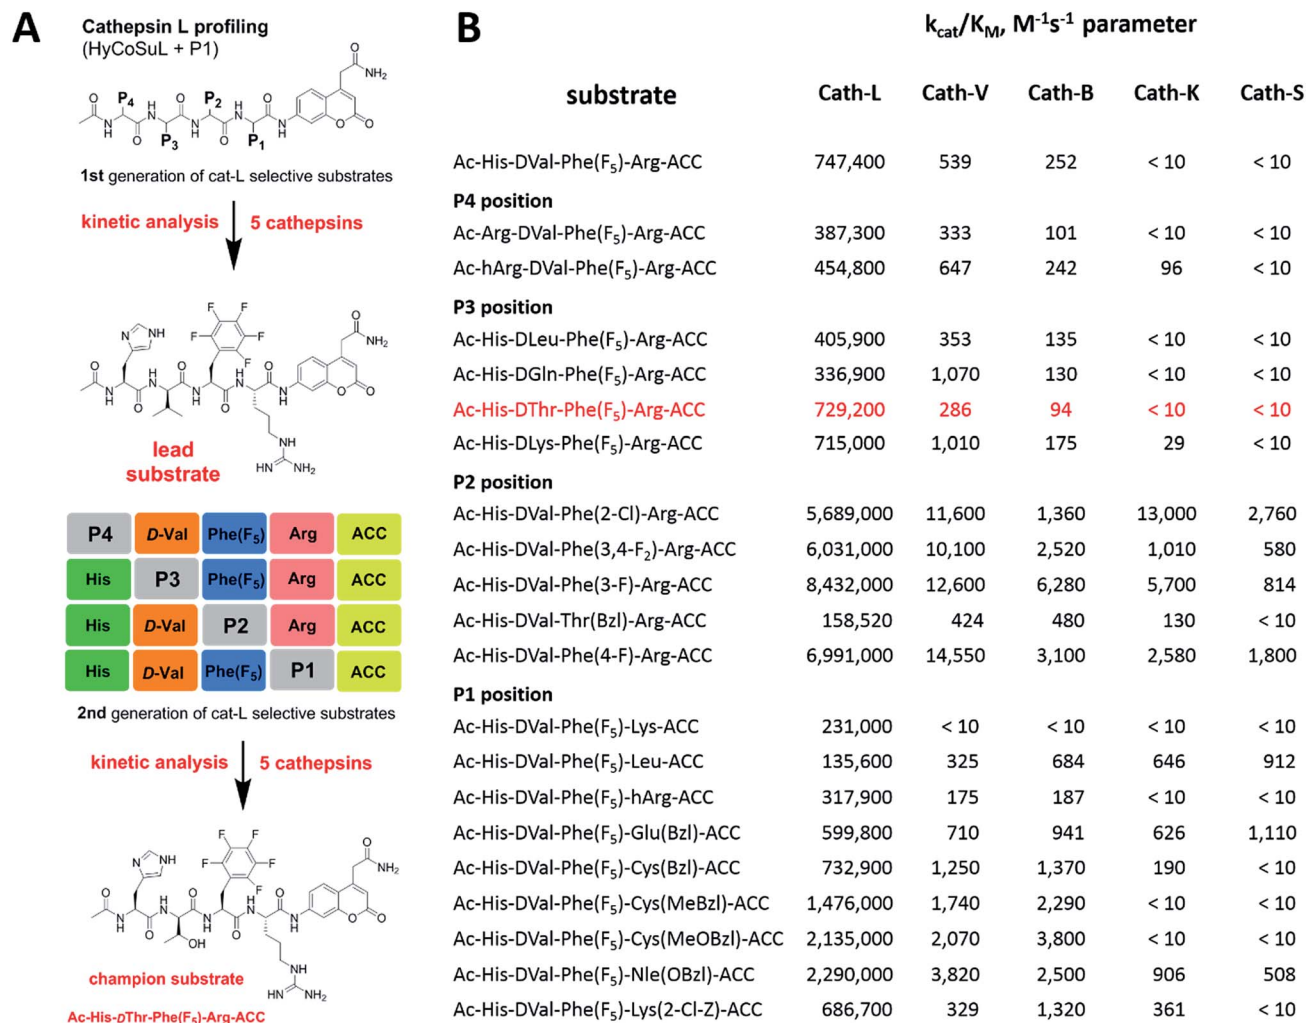 A
Cathepsin L profiling
(HyCoSuL + P1)
P4
P2
O
H
N
O
H
N
O
NH2
O
N
H
O
P3
N
H
O
P1
N
H
O
O
1st generation of cat-L selective substrates
kinetic analysis 5 cathepsins
F
F
F
F
F
N
NH
O
NH2
O
N
H
O
H
N
O
N
H
O
H
N
O
N
H
O
O
NH
HN
NH2
lead
substrate
P4 D-Val Phe(F5) Arg ACC
His P3 Phe(F5) Arg ACC
His D-Val P2 Arg ACC
His D-Val Phe(F5) P1 ACC
2nd generation of cat-L selective substrates
kinetic analysis 5 cathepsins
F
F
F
F
F
N
NH
O
NH2
O
N
H
O
H
N
O
N
H
O
H
N
O
N
H
O
O
OH
NH
HN
NH2
champion substrate
Ac-His-DThr-Phe(F5)-Arg-ACC
B
kcat/KM, M-1s-1 parameter
substrate Cath-L Cath-V Cath-B Cath-K Cath-S
Ac-His-DVal-Phe(F5)-Arg-ACC 747,400 539 252 < 10 < 10
P4 position
Ac-Arg-DVal-Phe(F5)-Arg-ACC 387,300 333 101 < 10 < 10
Ac-hArg-DVal-Phe(F5)-Arg-ACC 454,800 647 242 96 < 10
P3 position
Ac-His-DLeu-Phe(F5)-Arg-ACC 405,900 353 135 < 10 < 10
Ac-His-DGln-Phe(F5)-Arg-ACC 336,900 1,070 130 < 10 < 10
Ac-His-DThr-Phe(F5)-Arg-ACC 729,200 286 94 < 10 < 10
Ac-His-DLys-Phe(F5)-Arg-ACC 715,000 1,010 175 29 < 10
P2 position
Ac-His-DVal-Phe(2-Cl)-Arg-ACC 5,689,000 11,600 1,360 13,000 2,760
Ac-His-DVal-Phe(3,4-F2)-Arg-ACC 6,031,000 10,100 2,520 1,010 580
Ac-His-DVal-Phe(3-F)-Arg-ACC 8,432,000 12,600 6,280 5,700 814
Ac-His-DVal-Thr(Bzl)-Arg-ACC 158,520 424 480 130 < 10
Ac-His-DVal-Phe(4-F)-Arg-ACC 6,991,000 14,550 3,100 2,580 1,800
P1 position
Ac-His-DVal-Phe(F5)-Lys-ACC 231,000 < 10 < 10 < 10 < 10
Ac-His-DVal-Phe(F5)-Leu-ACC 135,600 325 684 646 912
Ac-His-DVal-Phe(F5)-hArg-ACC 317,900 175 187 < 10 < 10
Ac-His-DVal-Phe(F5)-Glu(Bzl)-ACC 599,800 710 941 626 1,110
Ac-His-DVal-Phe(F5)-Cys(Bzl)-ACC 732,900 1,250 1,370 190 < 10
Ac-His-DVal-Phe(F5)-Cys(MeBzl)-ACC 1,476,000 1,740 2,290 < 10 < 10
Ac-His-DVal-Phe(F5)-Cys(MeOBzl)-ACC 2,135,000 2,070 3,800 < 10 < 10
Ac-His-DVal-Phe(F5)-Nle(OBzl)-ACC 2,290,000 3,820 2,500 906 508
Ac-His-DVal-Phe(F5)-Lys(2-Cl-Z)-ACC 686,700 329 1,320 361 < 10